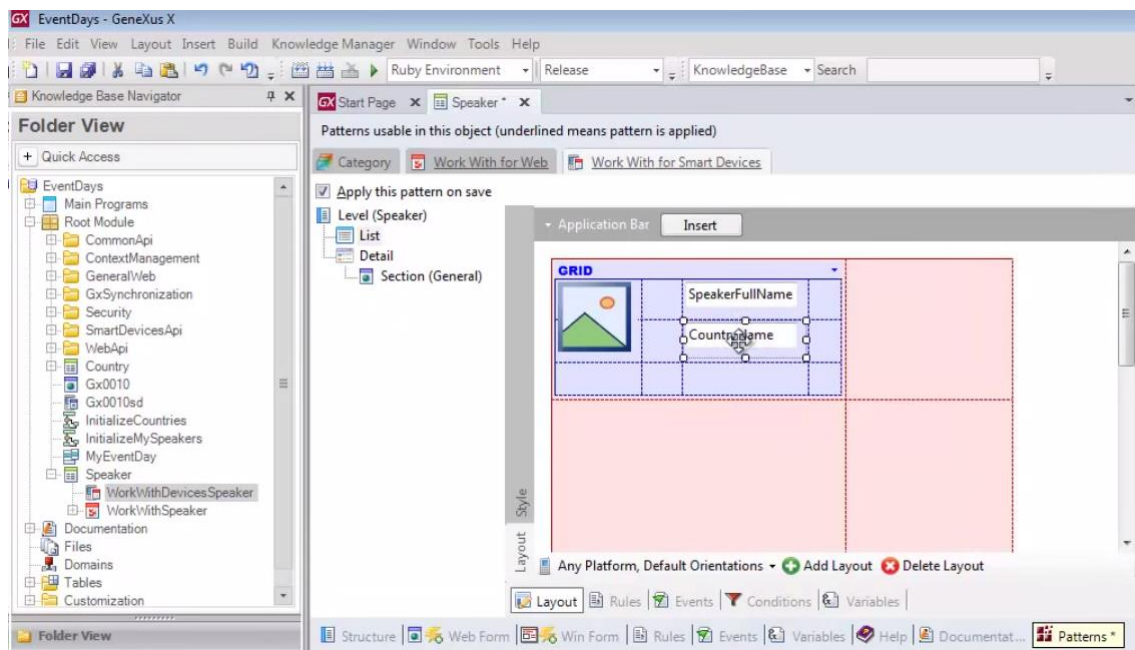 EventDays - GeneXus X
File Edit View Layout Insert Build Knowledge Manager Window Tools Help
Ruby Environment Release KnowledgeBase Search
Knowledge Base Navigator
Folder View
Quick Access
EventDays
Main Programs
Root Module
CommonApi
ContextManagement
GeneralWeb
GxSynchronization
Security
SmartDevicesApi
WebApi
Country
Gx0010
Gx0010sd
InitializeCountries
InitializeMySpeakers
MyEventDay
Speaker
WorkWithDevicesSpeaker
WorkWithSpeaker
Documentation
Files
Domains
Tables
Customization
Folder View
Start Page Speaker *
Patterns usable in this object (underlined means pattern is applied)
Category Work With for Web Work With for Smart Devices
Apply this pattern on save
Level (Speaker)
List
Detail
Section (General)
Application Bar Insert
GRID
SpeakerFullName
CountryName
Style
Layout
Any Platform, Default Orientations Add Layout Delete Layout
Layout Rules Events Conditions Variables
Structure Web Form Win Form Rules Events Variables Help Documentat... Patterns *